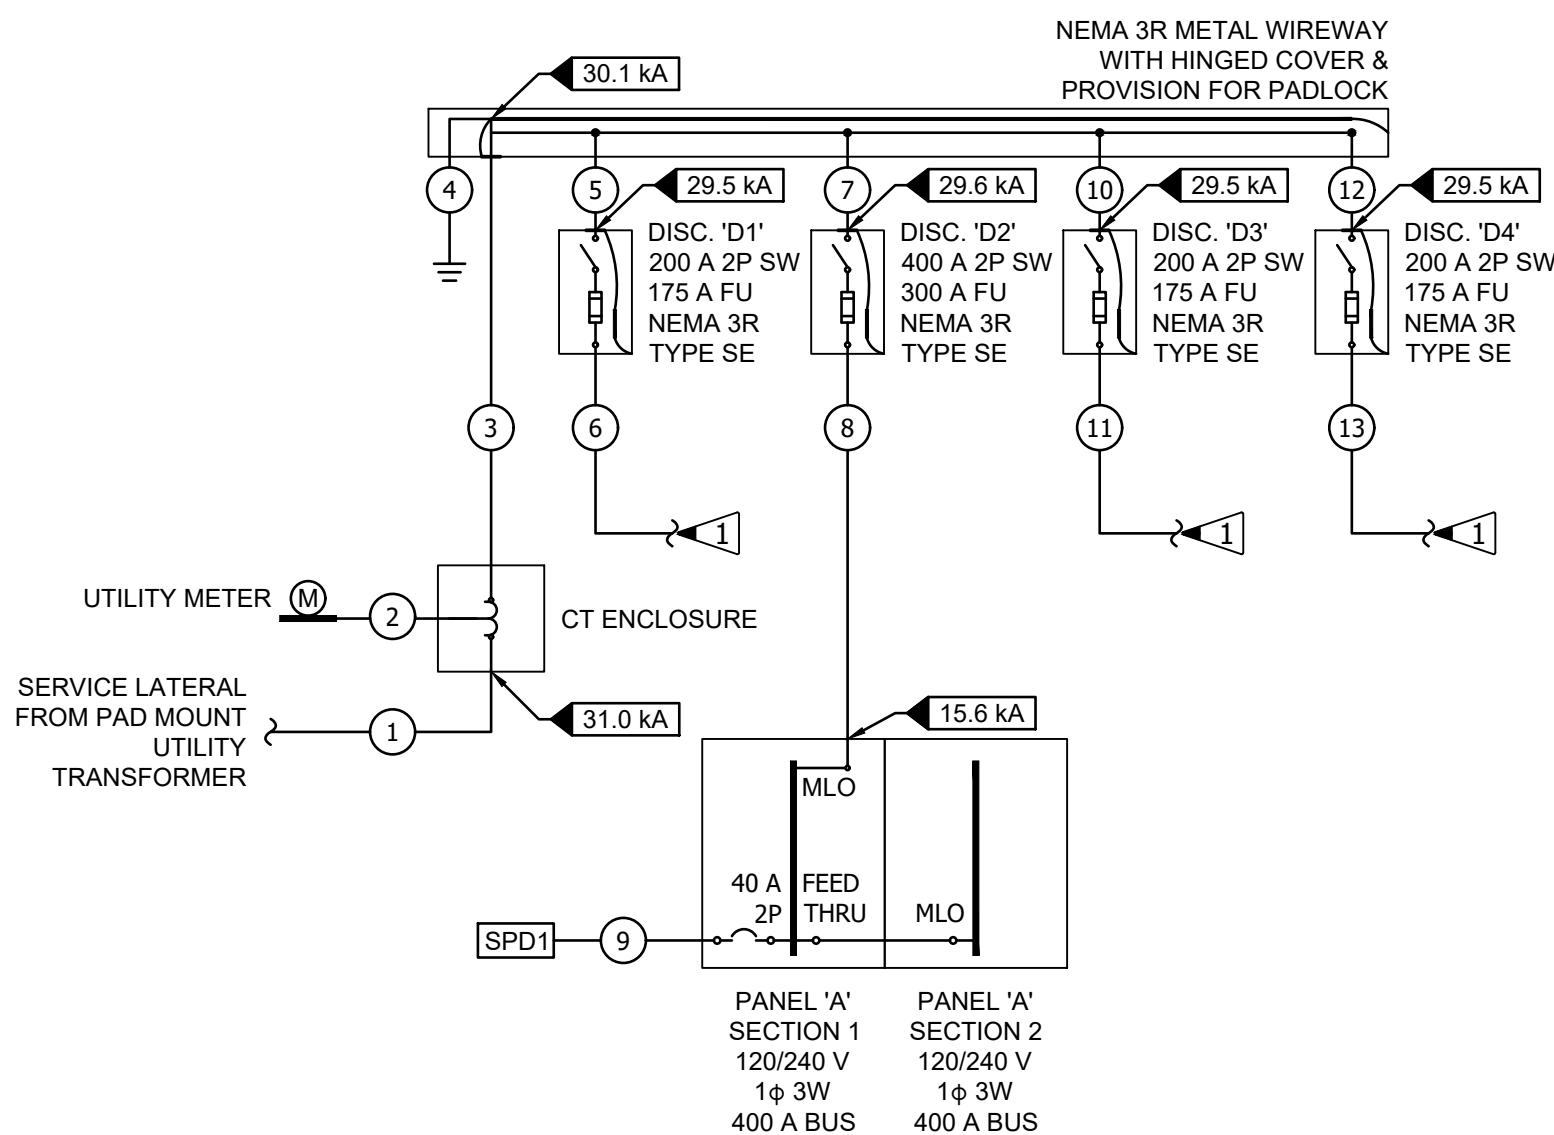 NEMA 3R METAL WIREWAY
WITH HINGED COVER &
PROVISION FOR PADLOCK
30.1 kA
4
5
29.5 kA
7
29.6 kA
10
29.5 kA
12
29.5 kA
DISC. 'D1'
200 A 2P SW
175 A FU
NEMA 3R
TYPE SE
DISC. 'D2'
400 A 2P SW
300 A FU
NEMA 3R
TYPE SE
DISC. 'D3'
200 A 2P SW
175 A FU
NEMA 3R
TYPE SE
DISC. 'D4'
200 A 2P SW
175 A FU
NEMA 3R
TYPE SE
3
6
8
11
13
1
1
1
UTILITY METER
M
2
CT ENCLOSURE
SERVICE LATERAL
FROM PAD MOUNT
UTILITY
TRANSFORMER
1
31.0 kA
15.6 kA
MLO
40 A
2P
FEED
THRU
MLO
SPD1
9
PANEL 'A'
SECTION 1
120/240 V
1ϕ 3W
400 A BUS
PANEL 'A'
SECTION 2
120/240 V
1ϕ 3W
400 A BUS